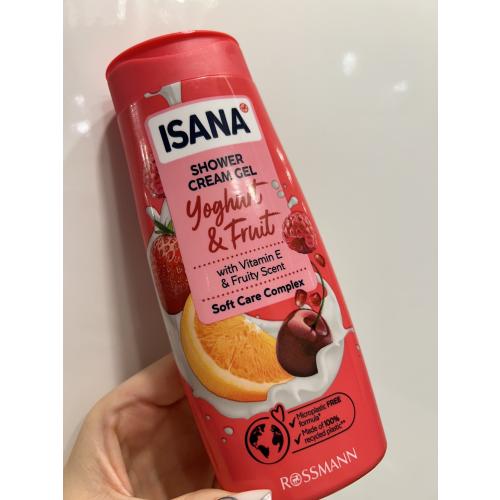 ISANA
SHOWER
CREAM GEL
Yoghurt
& Fruit
with Vitamin E
& Fruity Scent
Soft Care Complex
Microplastic FREE
formula*
Made of 100%
recycled plastic**
ROSSMANN